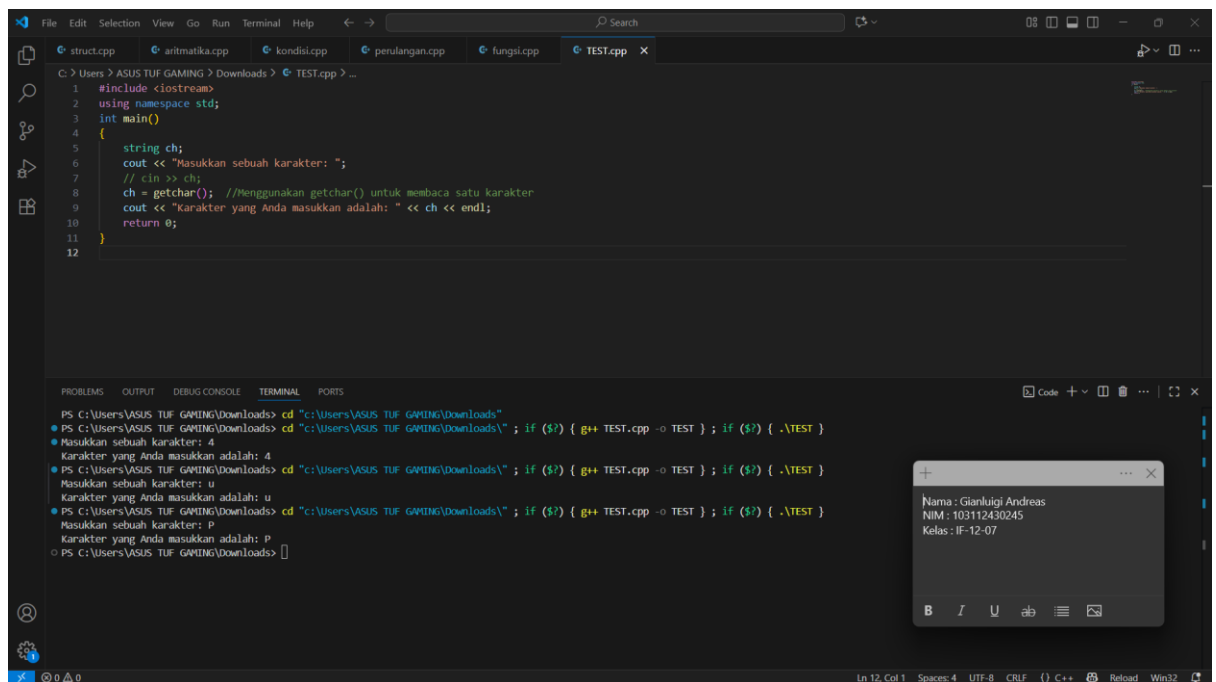 File Edit Selection View Go Run Terminal Help
Search
struct.cpp aritmatika.cpp kondisi.cpp perulangan.cpp fungsi.cpp TEST.cpp
C: > Users > ASUS TUF GAMING > Downloads > TEST.cpp > ...
1 #include <iostream>
2 using namespace std;
3 int main()
4 {
5 string ch;
6 cout << "Masukkan sebuah karakter: ";
7 // cin >> ch;
8 ch = getchar(); //Menggunakan getchar() untuk membaca satu karakter
9 cout << "Karakter yang Anda masukkan adalah: " << ch << endl;
10 return 0;
11 }
12
PROBLEMS OUTPUT DEBUG CONSOLE TERMINAL PORTS
Code
PS C:\Users\ASUS TUF GAMING\Downloads> cd "c:\Users\ASUS TUF GAMING\Downloads"
PS C:\Users\ASUS TUF GAMING\Downloads> cd "c:\Users\ASUS TUF GAMING\Downloads\" ; if ($?) { g++ TEST.cpp -o TEST } ; if ($?) { .\TEST }
Masukkan sebuah karakter: 4
Karakter yang Anda masukkan adalah: 4
PS C:\Users\ASUS TUF GAMING\Downloads> cd "c:\Users\ASUS TUF GAMING\Downloads\" ; if ($?) { g++ TEST.cpp -o TEST } ; if ($?) { .\TEST }
Masukkan sebuah karakter: u
Karakter yang Anda masukkan adalah: u
PS C:\Users\ASUS TUF GAMING\Downloads> cd "c:\Users\ASUS TUF GAMING\Downloads\" ; if ($?) { g++ TEST.cpp -o TEST } ; if ($?) { .\TEST }
Masukkan sebuah karakter: P
Karakter yang Anda masukkan adalah: P
PS C:\Users\ASUS TUF GAMING\Downloads>
Nama : Gianluigi Andreas
NIM : 103112430245
Kelas : IF-12-07
B I U ab
1
0 0 Ln 12, Col 1 Spaces: 4 UTF-8 CRLF {} C++ Reload Win32